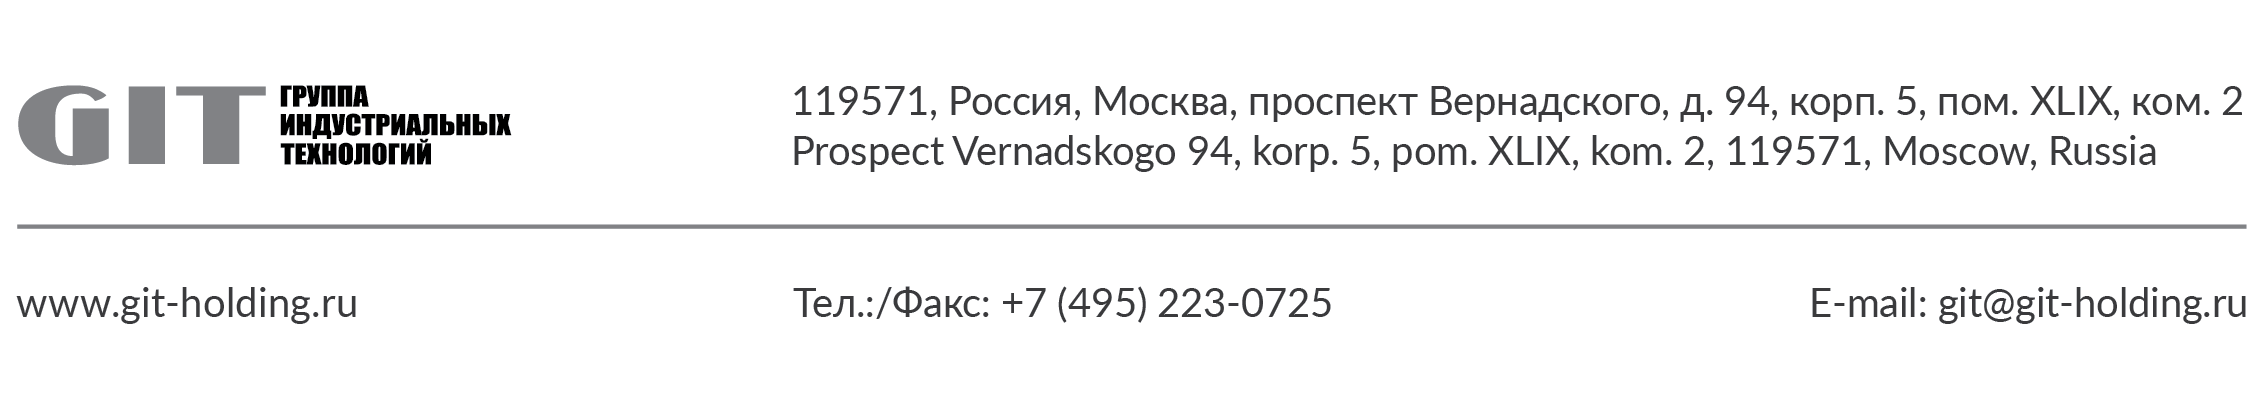 GIT ГРУППА
ИНДУСТРИАЛЬНЫХ
ТЕХНОЛОГИЙ
119571, Россия, Москва, проспект Вернадского, д. 94, корп. 5, пом. XLIX, ком. 2
Prospect Vernadskogo 94, korp. 5, pom. XLIX, kom. 2, 119571, Moscow, Russia
www.git-holding.ru
Тел.:/Факс: +7 (495) 223-0725
E-mail: git@git-holding.ru